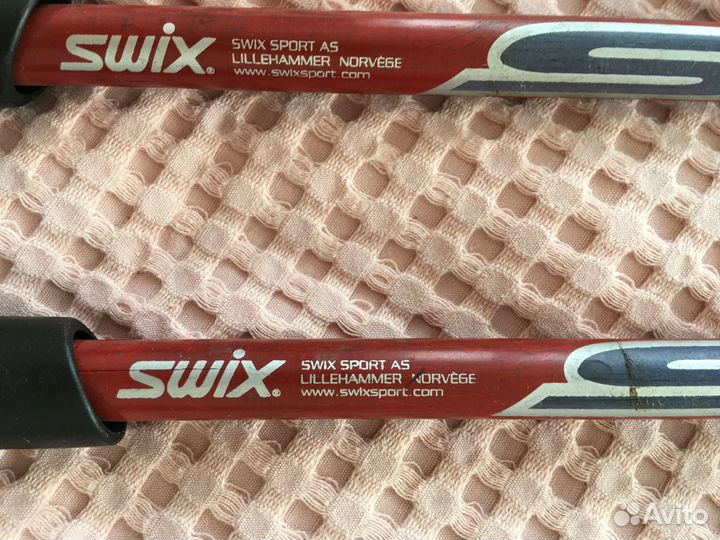 SWIX®
SWIX SPORT AS
LILLEHAMMER NORVÈGE
www.swixsport.com
SWIX®
SWIX SPORT AS
LILLEHAMMER NORVÈGE
www.swixsport.com
Avito